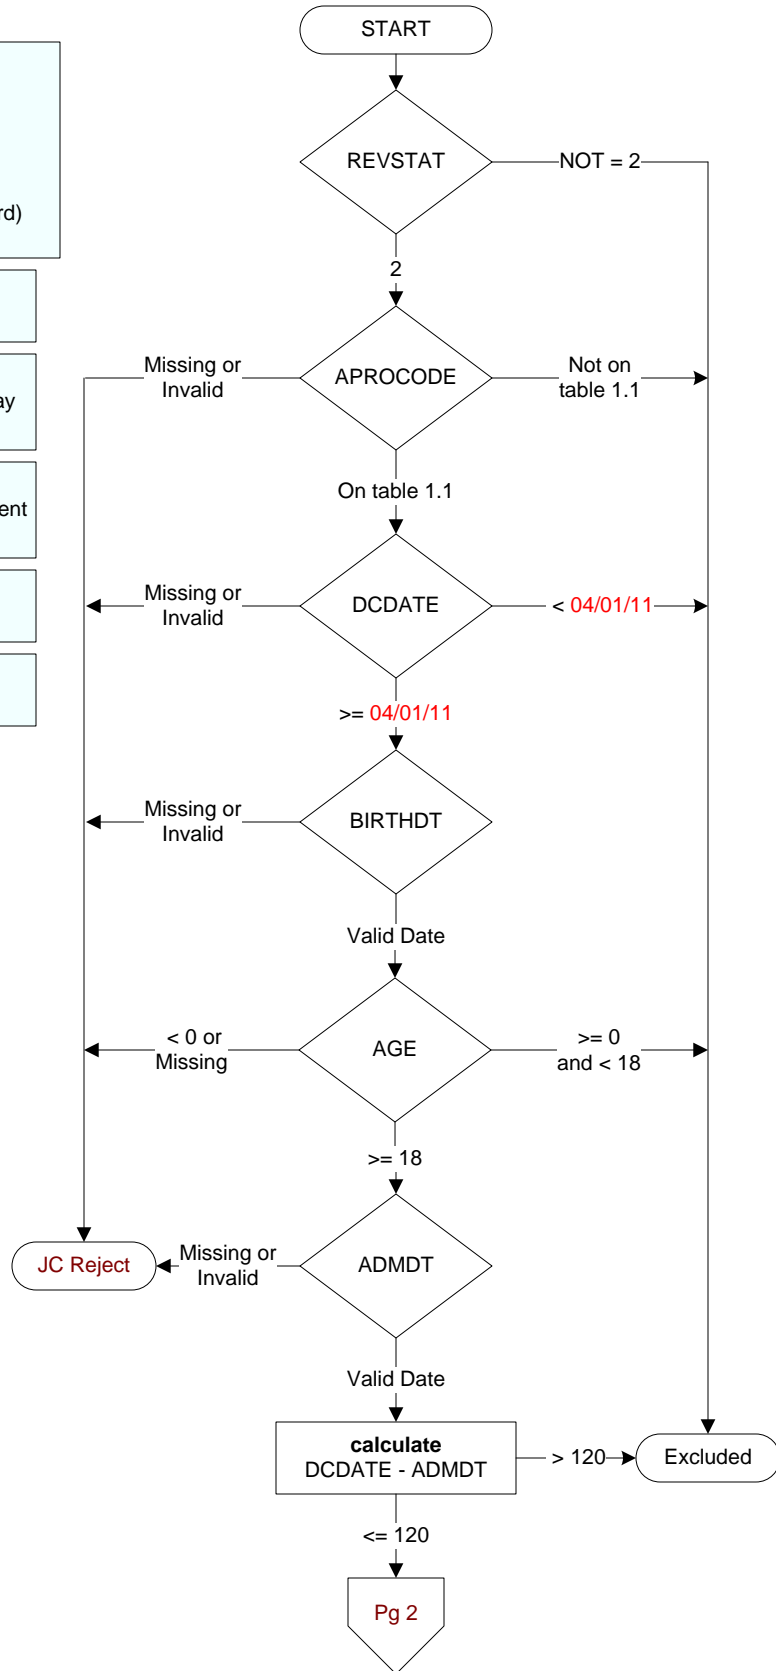 START
REVSTAT
NOT = 2
rd)
2
Missing or
Invalid
APROCODE
Not on
table 1.1
ay
On table 1.1
ent
Missing or
Invalid
DCDATE
< 04/01/11
>= 04/01/11
Missing or
Invalid
BIRTHDT
Valid Date
< 0 or
Missing
AGE
>= 0
and < 18
>= 18
JC Reject
Missing or
Invalid
ADMDT
Valid Date
calculate
DCDATE - ADMDT
> 120
Excluded
<= 120
Pg 2